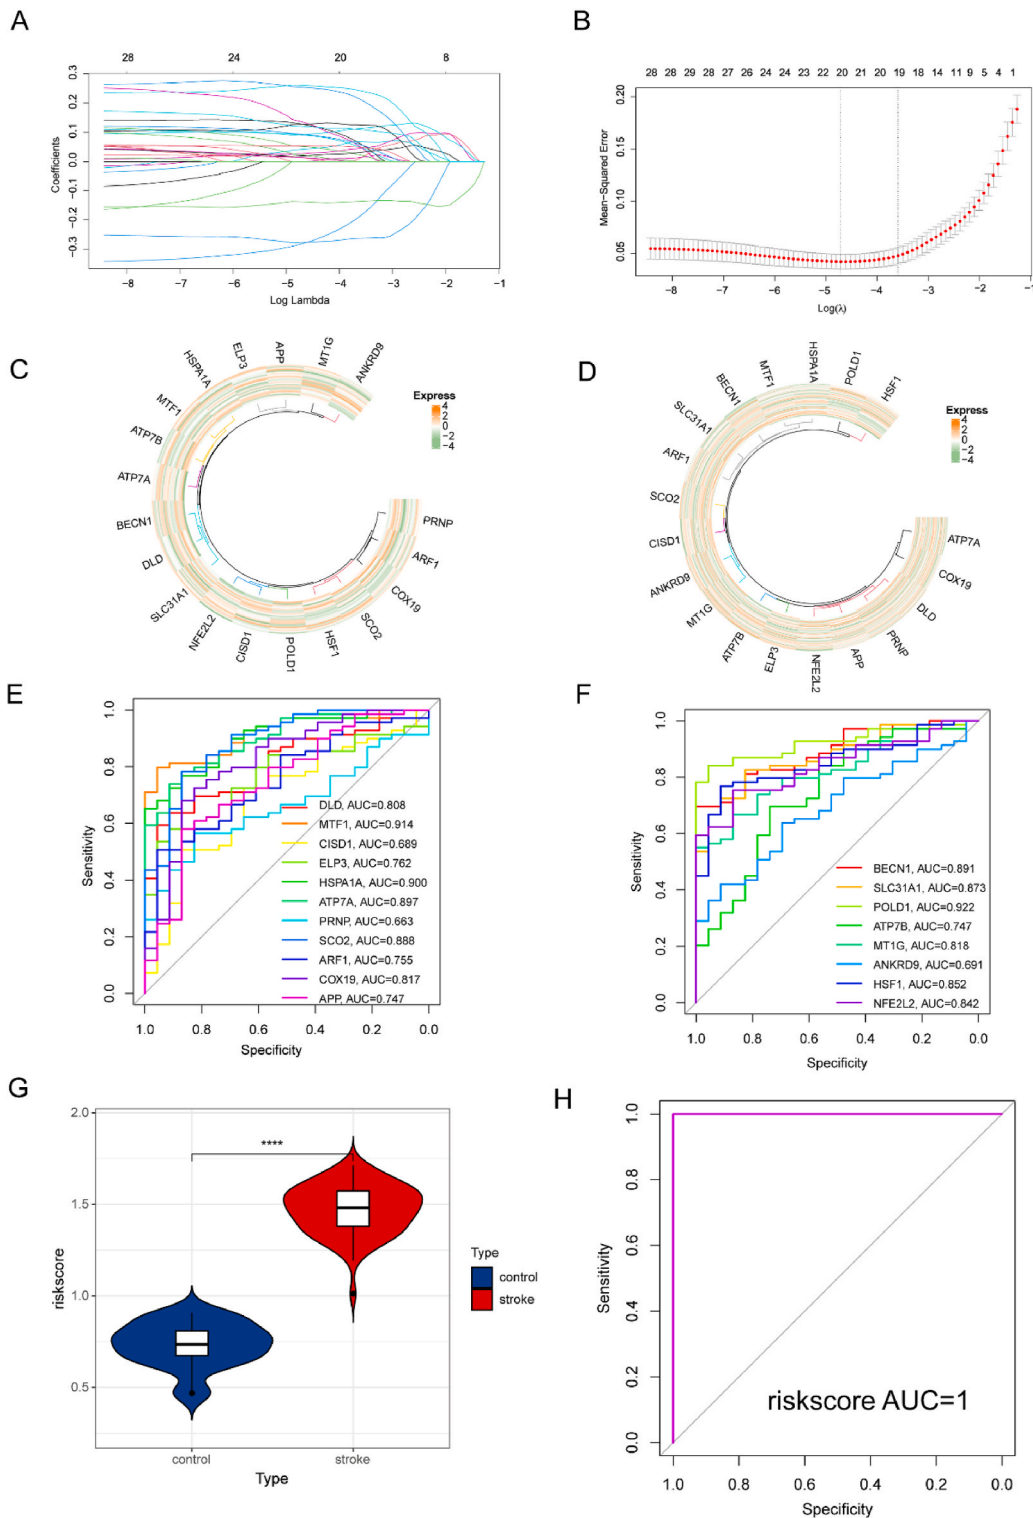 A
28 24 20 8
0.3
0.2
0.1
0.0
−0.1
−0.2
−0.3
Coefficients
−8 −7 −6 −5 −4 −3 −2 −1
Log Lambda
B
28 28 29 28 28 27 26 24 24 23 22 20 21 20 19 18 14 11 9 5 4 1
0.20
0.15
0.10
0.05
Mean−Squared Error
−8 −7 −6 −5 −4 −3 −2 −1
Log(λ)
C
ANKRD9
MT1G
APP
ELP3
HSPA1A
MTF1
ATP7B
ATP7A
BECN1
DLD
SLC31A1
NFE2L2
CISD1
POLD1
HSF1
SCO2
COX19
ARF1
PRNP
Express
4
2
0
−2
−4
D
HSF1
POLD1
HSPA1A
MTF1
BECN1
SLC31A1
ARF1
SCO2
CISD1
ANKRD9
MT1G
ATP7B
ELP3
NFE2L2
APP
PRNP
DLD
COX19
ATP7A
Express
4
2
0
−2
−4
E
1.0
0.8
0.6
0.4
0.2
0.0
Sensitivity
DLD, AUC=0.808
MTF1, AUC=0.914
CISD1, AUC=0.689
ELP3, AUC=0.762
HSPA1A, AUC=0.900
ATP7A, AUC=0.897
PRNP, AUC=0.663
SCO2, AUC=0.888
ARF1, AUC=0.755
COX19, AUC=0.817
APP, AUC=0.747
1.0 0.8 0.6 0.4 0.2 0.0
Specificity
F
1.0
0.8
0.6
0.4
0.2
0.0
Sensitivity
BECN1, AUC=0.891
SLC31A1, AUC=0.873
POLD1, AUC=0.922
ATP7B, AUC=0.747
MT1G, AUC=0.818
ANKRD9, AUC=0.691
HSF1, AUC=0.852
NFE2L2, AUC=0.842
1.0 0.8 0.6 0.4 0.2 0.0
Specificity
G
2.0
1.5
1.0
0.5
riskscore
****
control stroke
Type
Type
control
stroke
H
1.0
0.8
0.6
0.4
0.2
0.0
Sensitivity
riskscore AUC=1
1.0 0.8 0.6 0.4 0.2 0.0
Specificity